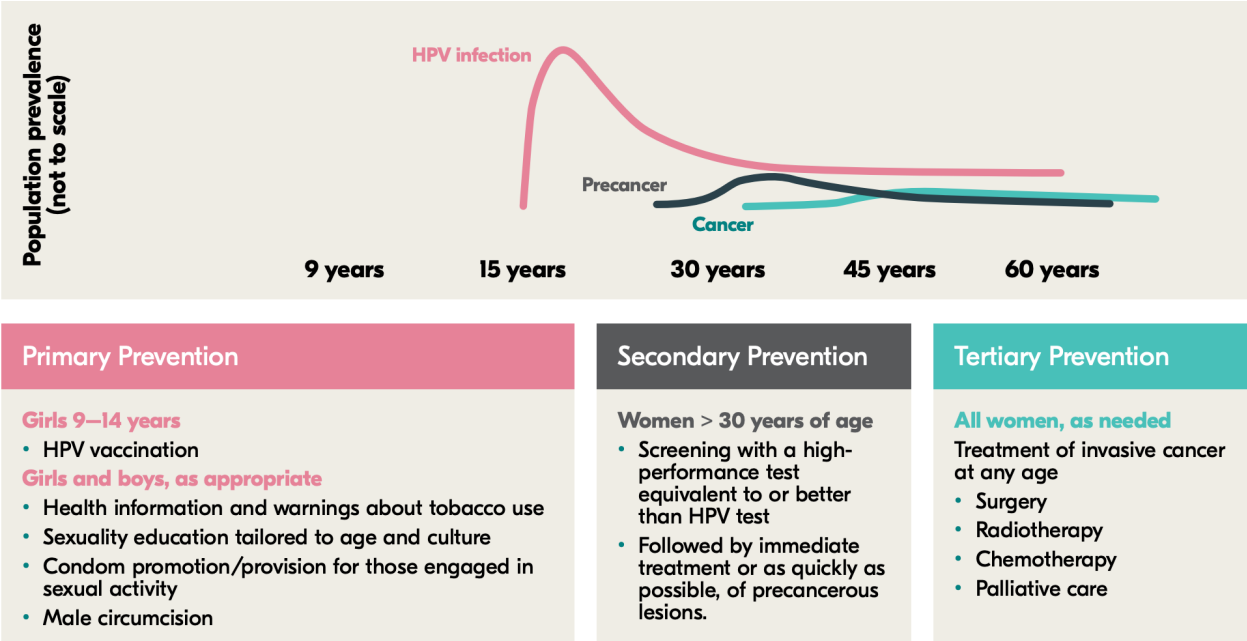 Population prevalence
(not to scale)
HPV infection
Precancer
Cancer
9 years
15 years
30 years
45 years
60 years
Primary Prevention
Girls 9–14 years
• HPV vaccination
Girls and boys, as appropriate
• Health information and warnings about tobacco use
• Sexuality education tailored to age and culture
• Condom promotion/provision for those engaged in
sexual activity
• Male circumcision
Secondary Prevention
Women > 30 years of age
• Screening with a high-
performance test
equivalent to or better
than HPV test
• Followed by immediate
treatment or as quickly as
possible, of precancerous
lesions.
Tertiary Prevention
All women, as needed
Treatment of invasive cancer
at any age
• Surgery
• Radiotherapy
• Chemotherapy
• Palliative care